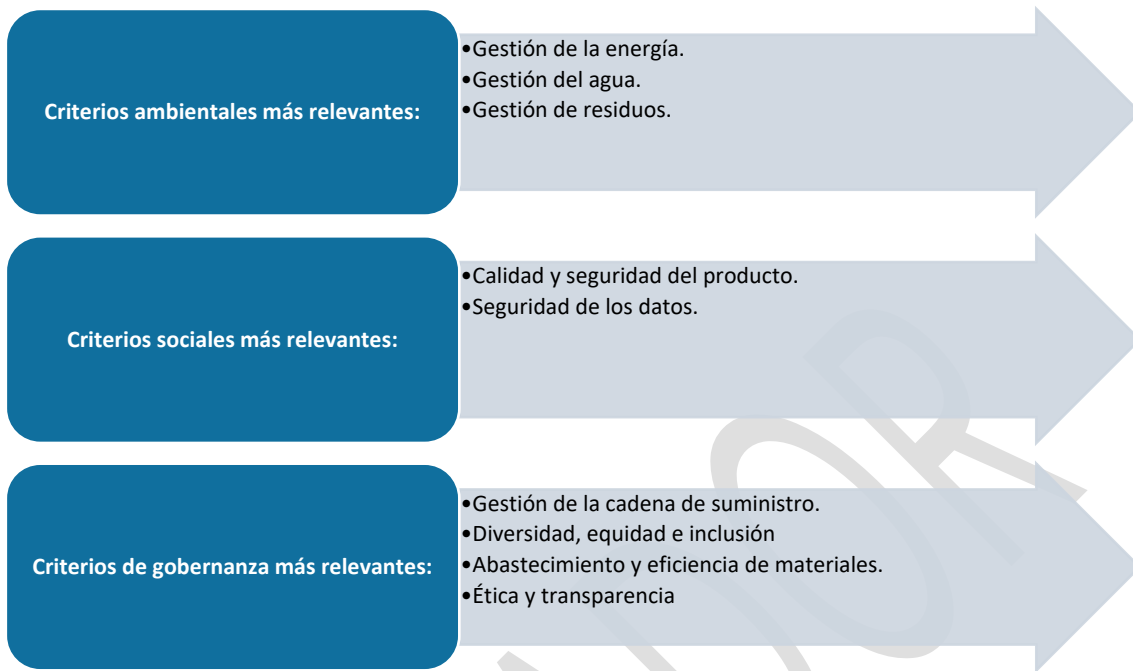 Criterios ambientales más relevantes:
•Gestión de la energía.
•Gestión del agua.
•Gestión de residuos.
Criterios sociales más relevantes:
•Calidad y seguridad del producto.
•Seguridad de los datos.
Criterios de gobernanza más relevantes:
•Gestión de la cadena de suministro.
•Diversidad, equidad e inclusión
•Abastecimiento y eficiencia de materiales.
•Ética y transparencia
ADOR